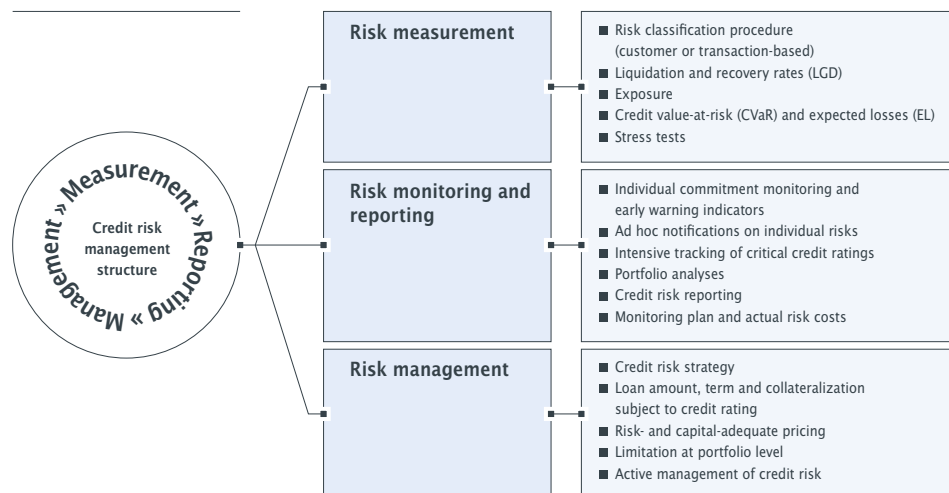 Measurement » Reporting » Management »
Credit risk
management
structure
Risk measurement
■ Risk classification procedure
(customer or transaction-based)
■ Liquidation and recovery rates (LGD)
■ Exposure
■ Credit value-at-risk (CVaR) and expected losses (EL)
■ Stress tests
Risk monitoring and
reporting
■ Individual commitment monitoring and
early warning indicators
■ Ad hoc notifications on individual risks
■ Intensive tracking of critical credit ratings
■ Portfolio analyses
■ Credit risk reporting
■ Monitoring plan and actual risk costs
Risk management
■ Credit risk strategy
■ Loan amount, term and collateralization
subject to credit rating
■ Risk- and capital-adequate pricing
■ Limitation at portfolio level
■ Active management of credit risk